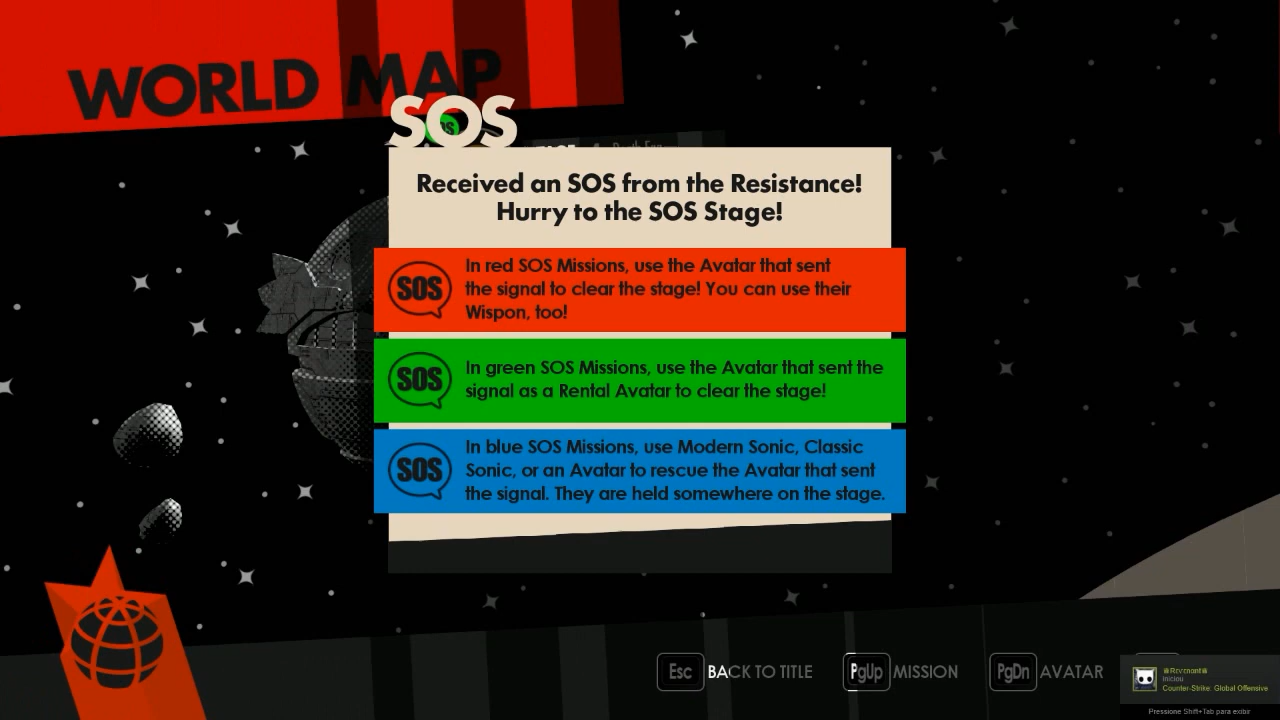 WORLD MAP
SOS
Received an SOS from the Resistance!
Hurry to the SOS Stage!
SOS
In red SOS Missions, use the Avatar that sent
the signal to clear the stage! You can use their
Wispon, too!
SOS
In green SOS Missions, use the Avatar that sent the
signal as a Rental Avatar to clear the stage!
SOS
In blue SOS Missions, use Modern Sonic, Classic
Sonic, or an Avatar to rescue the Avatar that sent
the signal. They are held somewhere on the stage.
Esc BACK TO TITLE PgUp MISSION PgDn AVATAR
Revenant
iniciou
Counter-Strike: Global Offensive
Pressione Shift+Tab para exibir